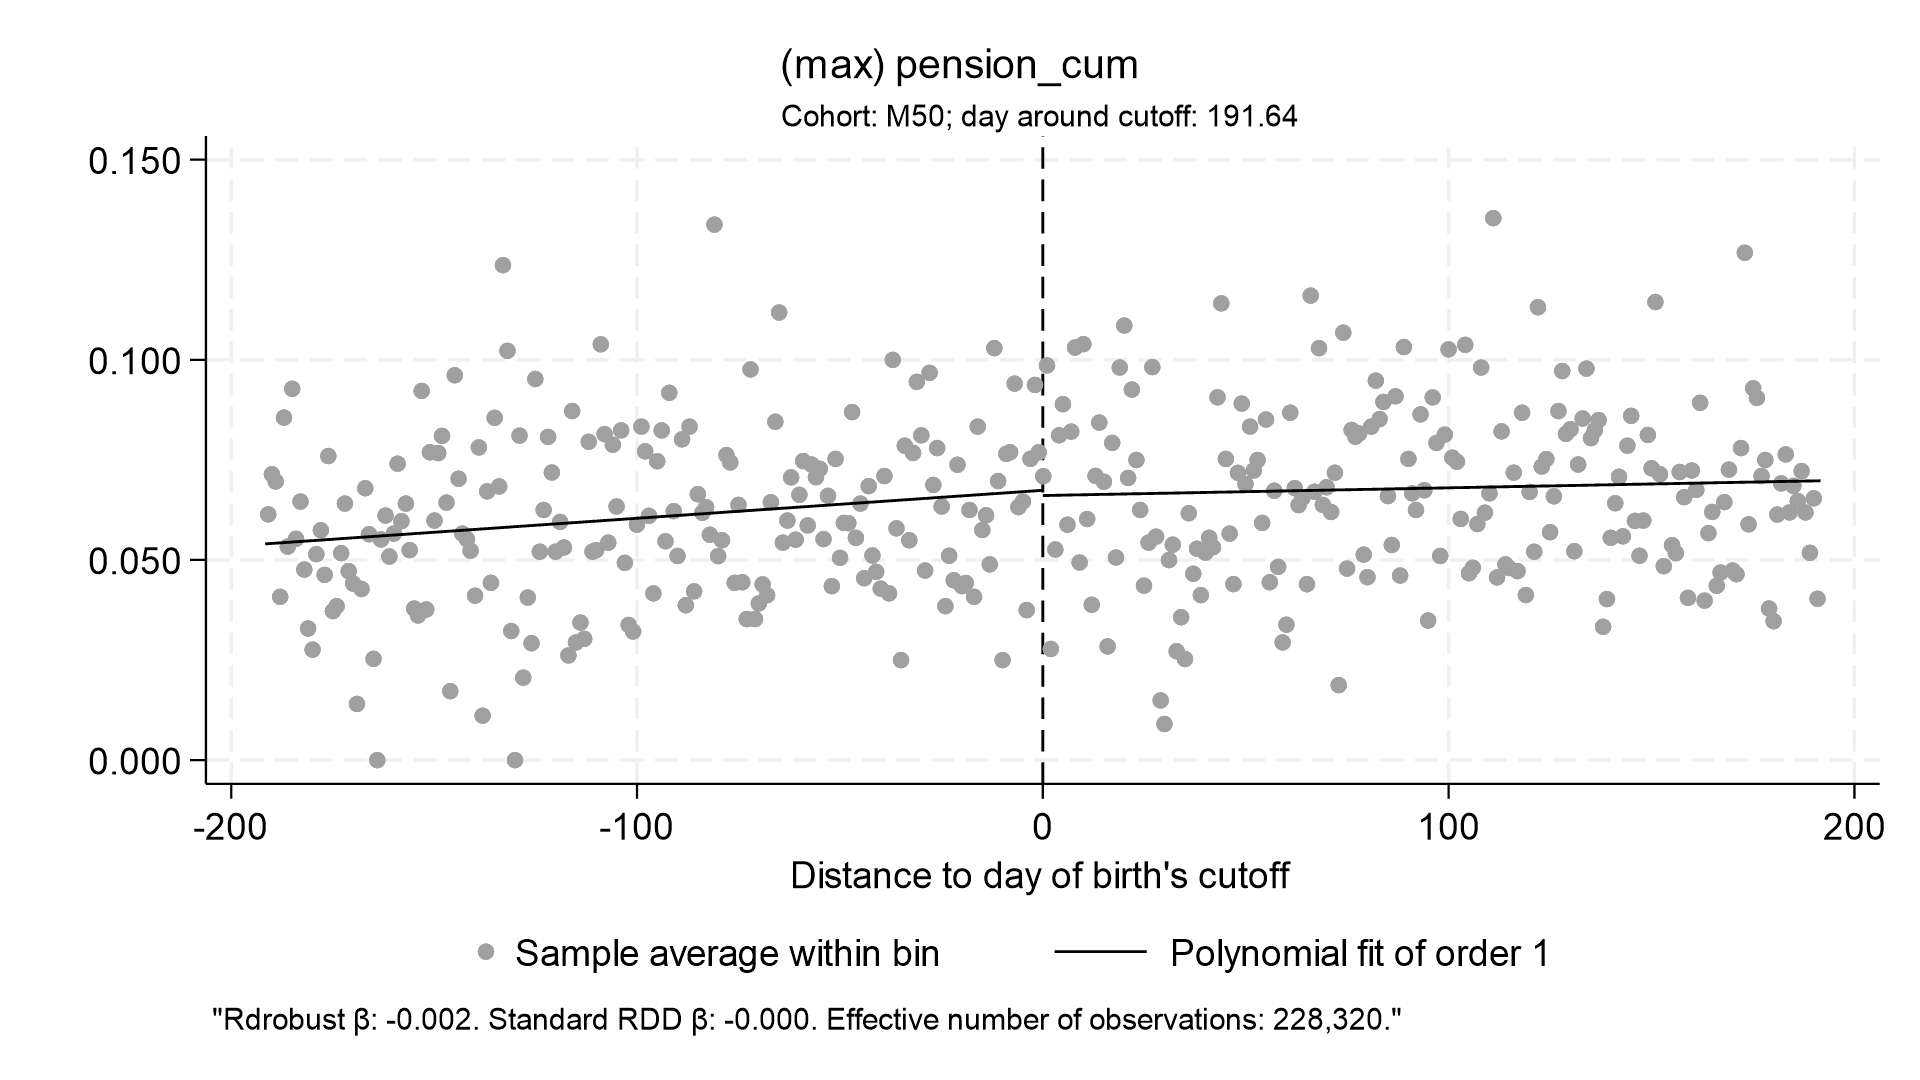 (max) pension_cum
Cohort: M50; day around cutoff: 191.64
0.150
0.100
0.050
0.000
-200 -100 0 100 200
Distance to day of birth's cutoff
Sample average within bin Polynomial fit of order 1
"Rdrobust β: -0.002. Standard RDD β: -0.000. Effective number of observations: 228,320."